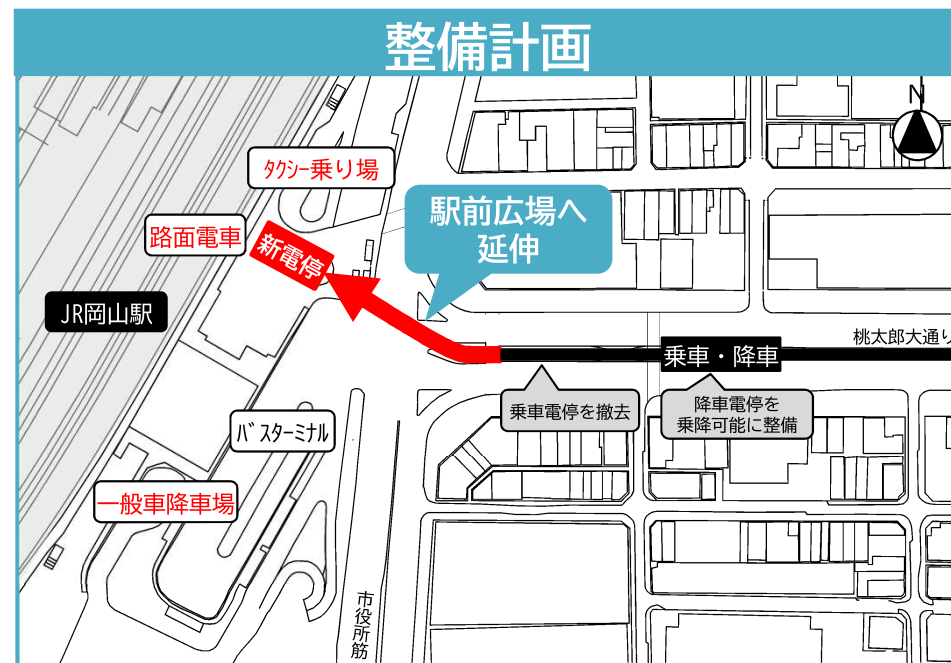 整備計画
N
タクシー乗り場
駅前広場へ
延伸
路面電車
新電停
JR岡山駅
桃太郎大通り
乗車・降車
乗車電停を撤去
降車電停を
乗降可能に整備
バスターミナル
一般車降車場
市役所筋